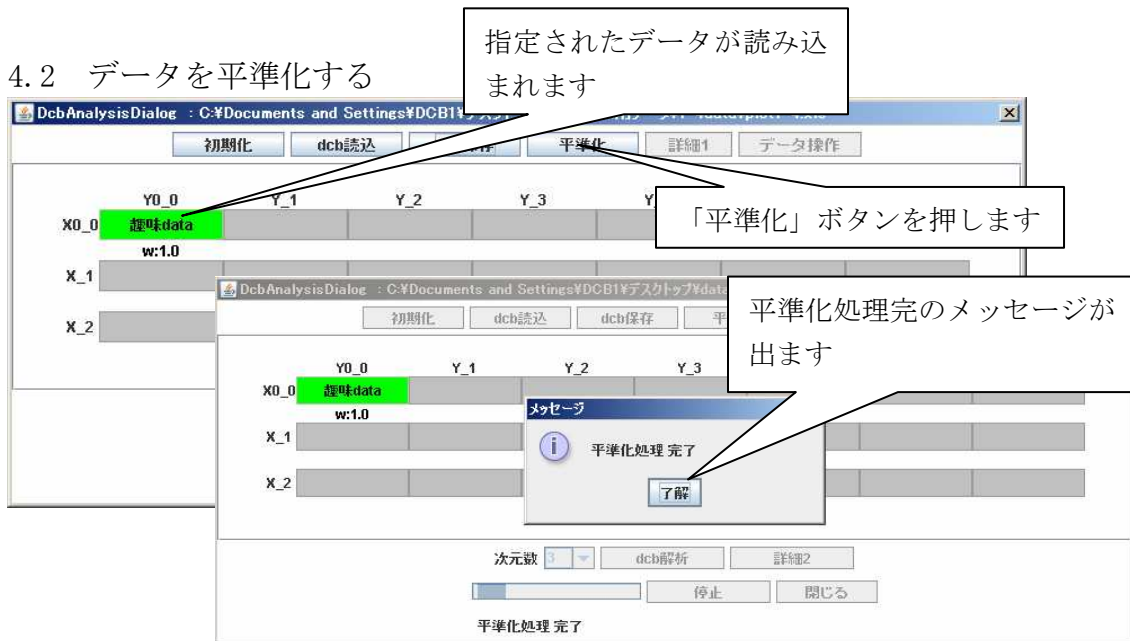 指定されたデータが読み込
まれます
4.2 データを平準化する
DcbAnalysisDialog : C:¥Documents and Settings¥DCB1¥デスクト
初期化 dcb読込 平準化 詳細1 データ操作
Y0_0 Y_1 Y_2 Y_3
「平準化」ボタンを押します
X0_0 趣味data
w:1.0
X_1
X_2
DcbAnalysisDialog : C:¥Documents and Settings¥DCB1¥デスクトップ¥data
初期化 dcb読込 dcb保存
平準化処理完のメッセージが
出ます
Y0_0 Y_1 Y_2 Y_3
X0_0 趣味data
w:1.0
X_1
X_2
メッセージ
平準化処理 完了
了解
次元数 3 dcb解析 詳細2
停止 閉じる
平準化処理 完了